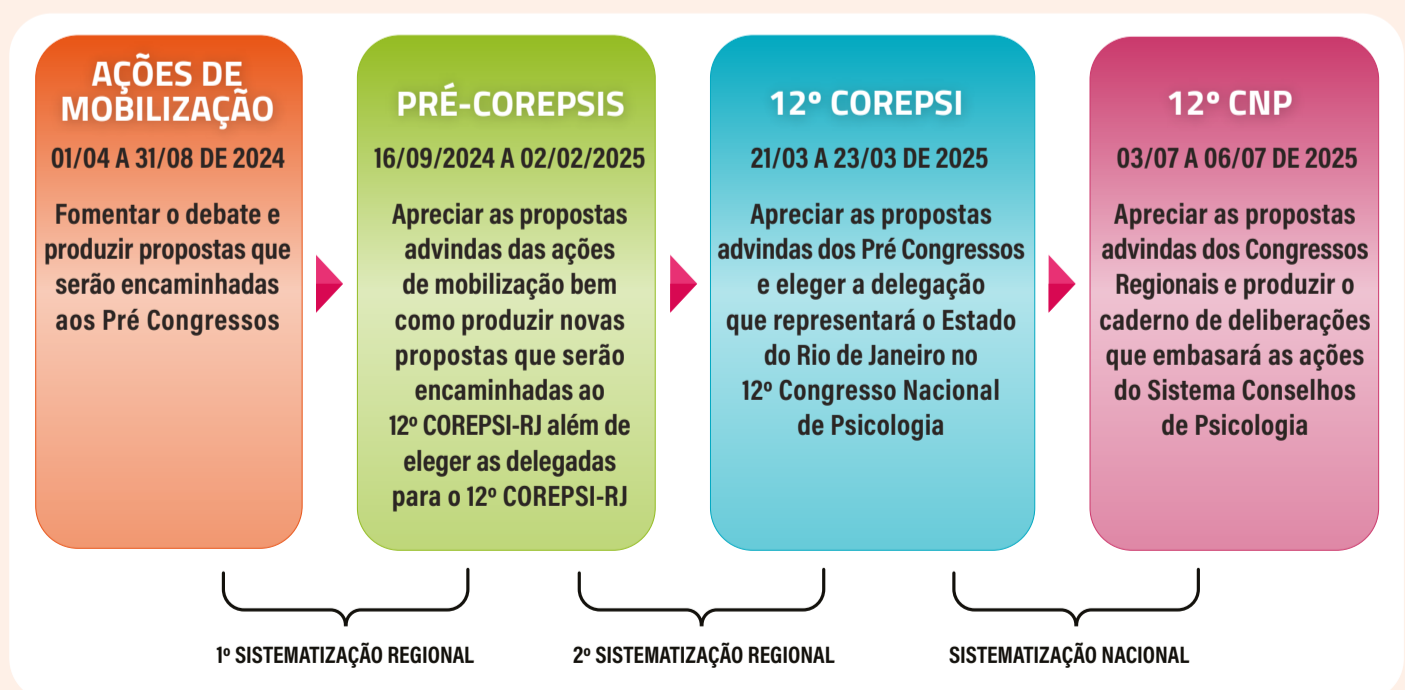 AÇÕES DE
MOBILIZAÇÃO
01/04 A 31/08 DE 2024
Fomentar o debate e
produzir propostas que
serão encaminhadas
aos Pré Congressos
PRÉ-COREPSIS
16/09/2024 A 02/02/2025
Apreciar as propostas
advindas das ações
de mobilização bem
como produzir novas
propostas que serão
encaminhadas ao
12º COREPSI-RJ além de
eleger as delegadas
para o 12º COREPSI-RJ
12º COREPSI
21/03 A 23/03 DE 2025
Apreciar as propostas
advindas dos Pré Congressos
e eleger a delegação
que representará o Estado
do Rio de Janeiro no
12º Congresso Nacional
de Psicologia
12º CNP
03/07 A 06/07 DE 2025
Apreciar as propostas
advindas dos Congressos
Regionais e produzir o
caderno de deliberações
que embasará as ações
do Sistema Conselhos
de Psicologia
1º SISTEMATIZAÇÃO REGIONAL
2º SISTEMATIZAÇÃO REGIONAL
SISTEMATIZAÇÃO NACIONAL